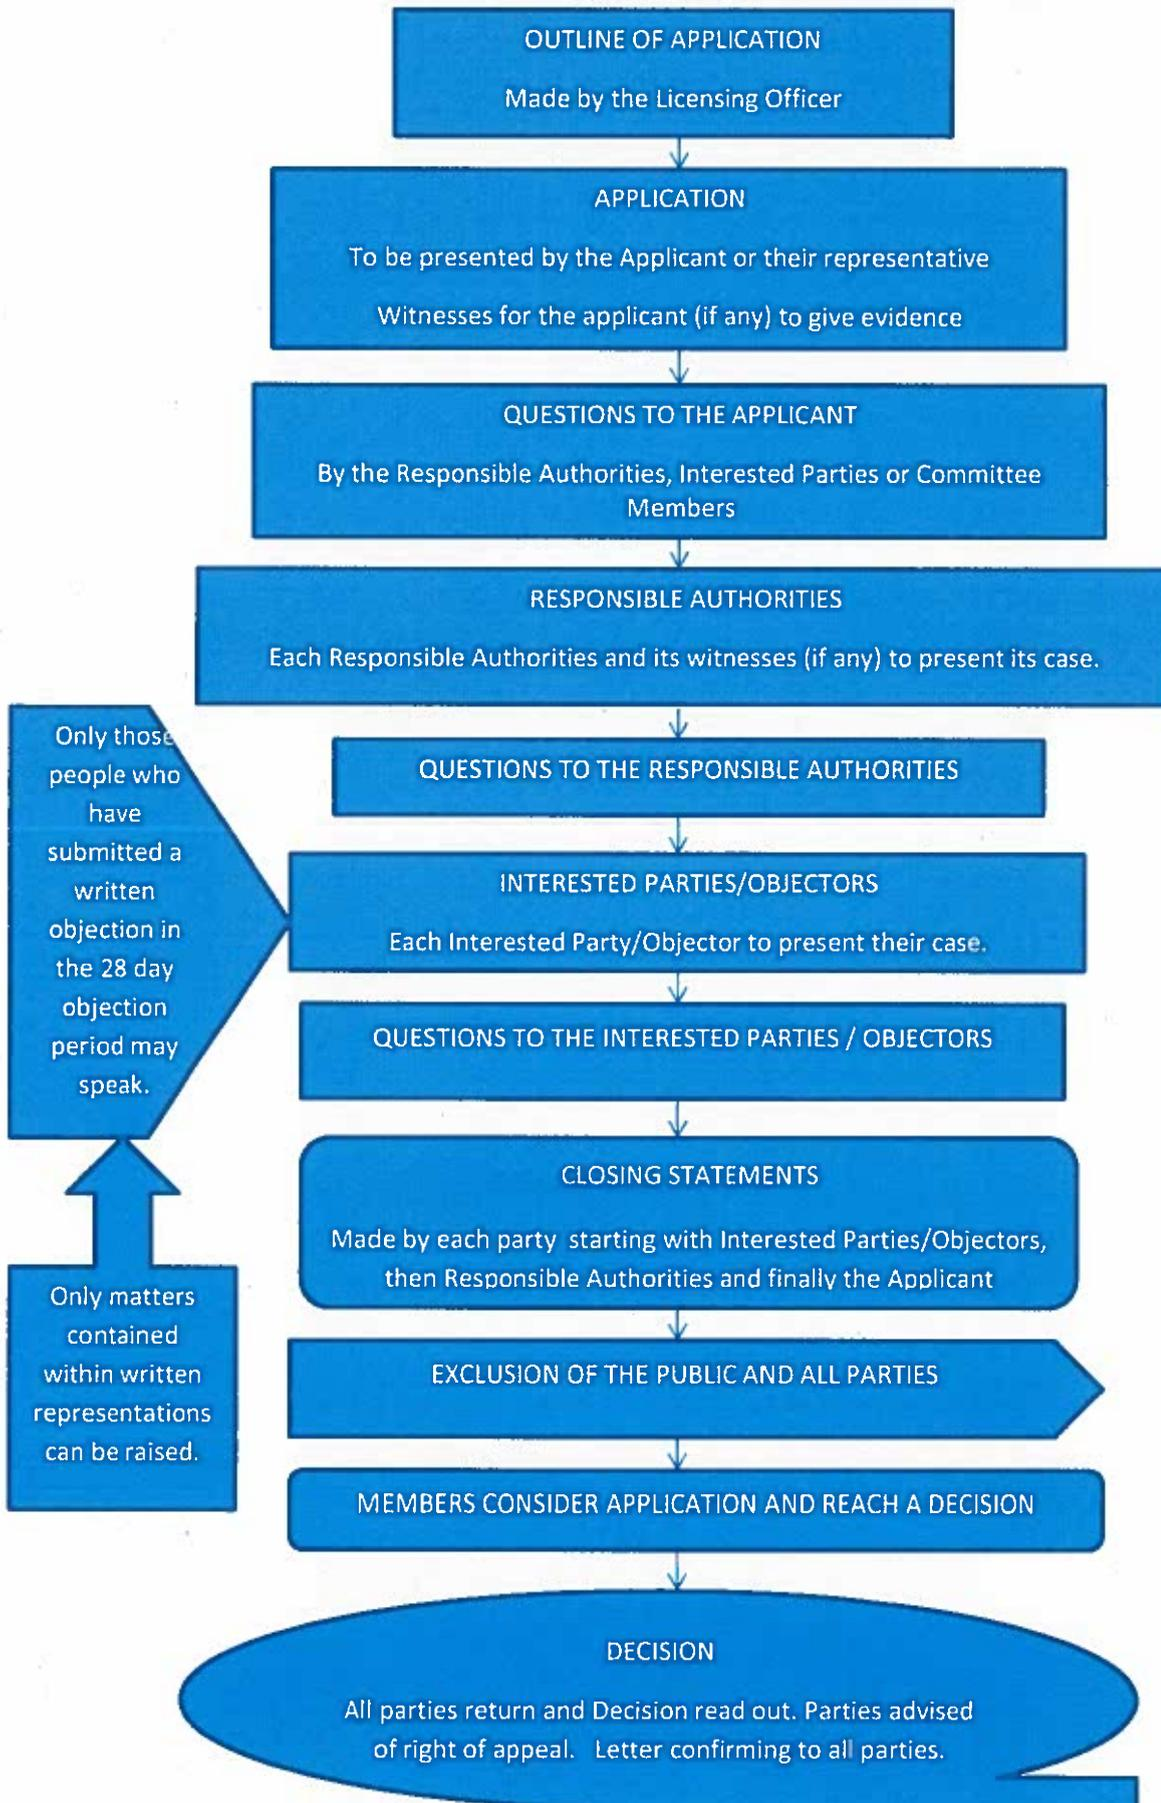 OUTLINE OF APPLICATION
Made by the Licensing Officer
APPLICATION
To be presented by the Applicant or their representative
Witnesses for the applicant (if any) to give evidence
QUESTIONS TO THE APPLICANT
By the Responsible Authorities, Interested Parties or Committee
Members
RESPONSIBLE AUTHORITIES
Each Responsible Authorities and its witnesses (if any) to present its case.
QUESTIONS TO THE RESPONSIBLE AUTHORITIES
Only those
people who
have
submitted a
written
objection in
the 28 day
objection
period may
speak.
INTERESTED PARTIES/OBJECTORS
Each Interested Party/Objector to present their case.
QUESTIONS TO THE INTERESTED PARTIES / OBJECTORS
CLOSING STATEMENTS
Made by each party starting with Interested Parties/Objectors,
then Responsible Authorities and finally the Applicant
Only matters
contained
within written
representations
can be raised.
EXCLUSION OF THE PUBLIC AND ALL PARTIES
MEMBERS CONSIDER APPLICATION AND REACH A DECISION
DECISION
All parties return and Decision read out. Parties advised
of right of appeal. Letter confirming to all parties.